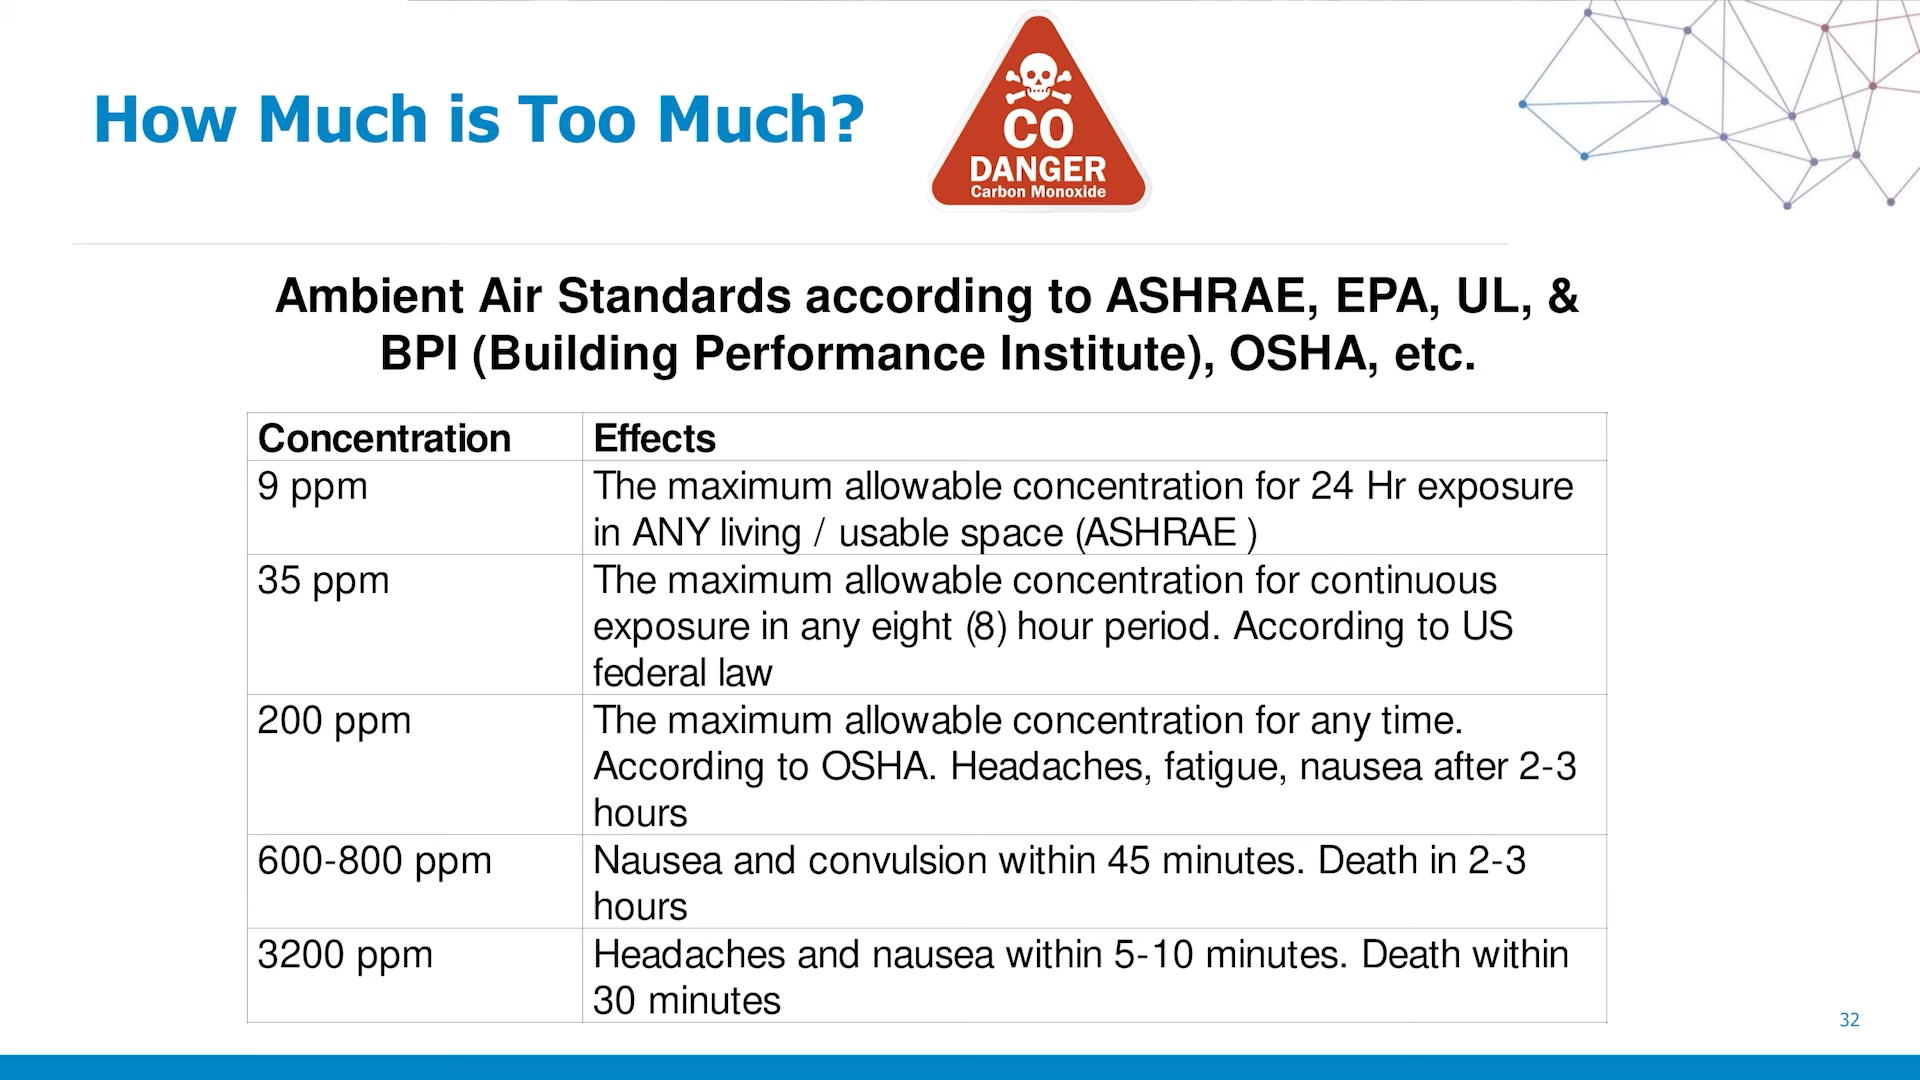 How Much is Too Much?
CO
DANGER
Carbon Monoxide
Ambient Air Standards according to ASHRAE, EPA, UL, &
BPI (Building Performance Institute), OSHA, etc.
Concentration Effects
9 ppm The maximum allowable concentration for 24 Hr exposure
in ANY living / usable space (ASHRAE )
35 ppm The maximum allowable concentration for continuous
exposure in any eight (8) hour period. According to US
federal law
200 ppm The maximum allowable concentration for any time.
According to OSHA. Headaches, fatigue, nausea after 2-3
hours
600-800 ppm Nausea and convulsion within 45 minutes. Death in 2-3
hours
3200 ppm Headaches and nausea within 5-10 minutes. Death within
30 minutes
32